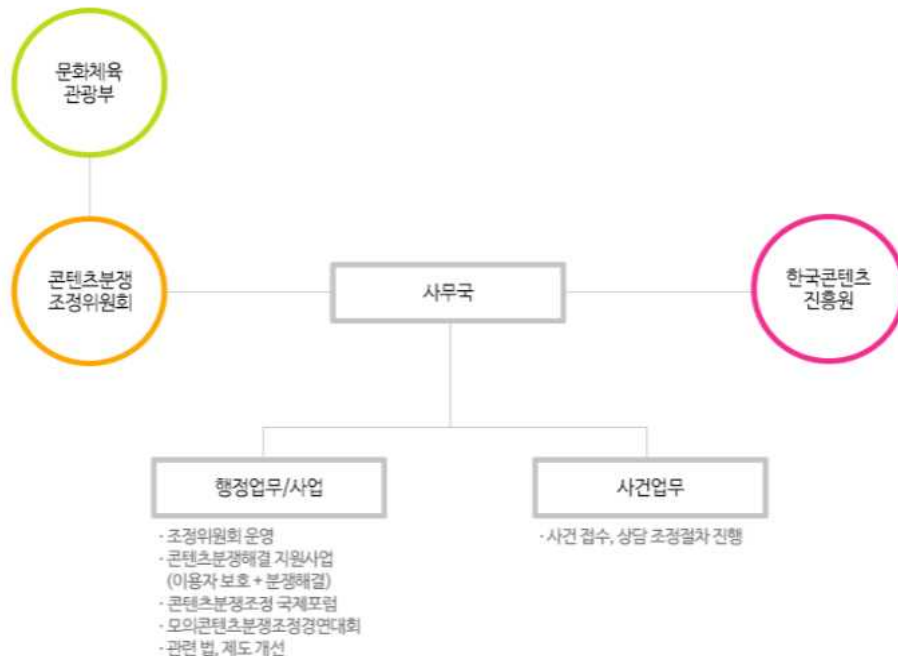 문화체육
관광부
콘텐츠분쟁
조정위원회
사무국
한국콘텐츠
진흥원
행정업무/사업
· 조정위원회 운영
· 콘텐츠분쟁해결 지원사업
(이용자 보호 + 분쟁해결)
· 콘텐츠분쟁조정 국제포럼
· 모의콘텐츠분쟁조정경연대회
· 관련 법, 제도 개선
사건업무
· 사건 접수, 상담 조정절차 진행